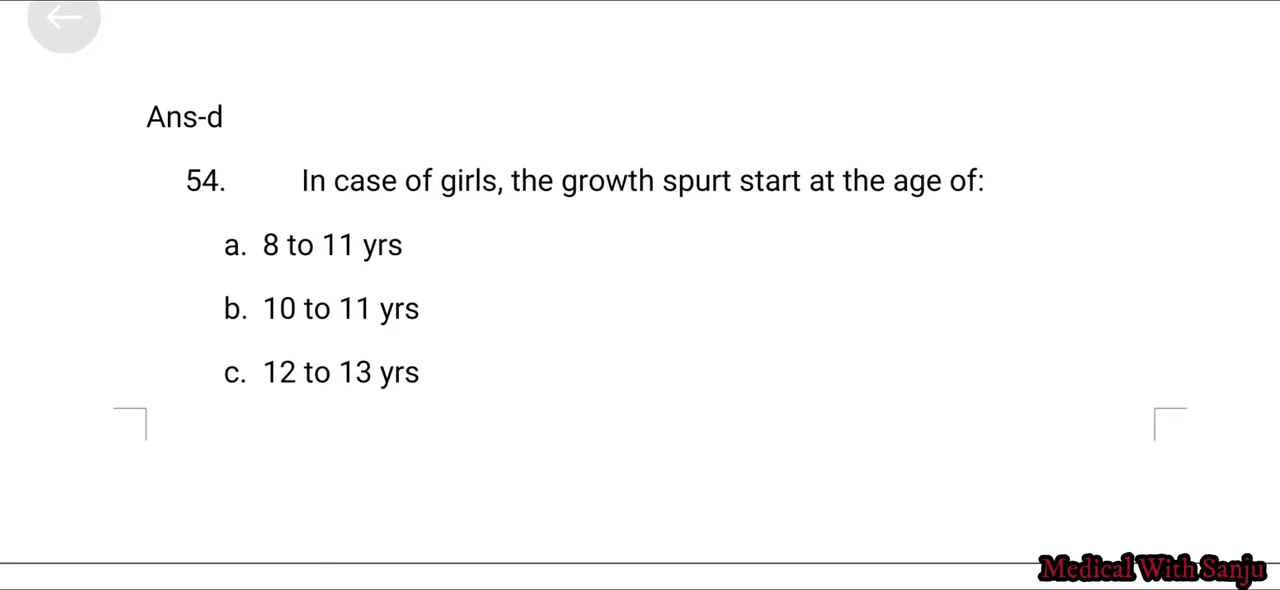 Ans-d
54. In case of girls, the growth spurt start at the age of:
a. 8 to 11 yrs
b. 10 to 11 yrs
c. 12 to 13 yrs
Medical With Sanju